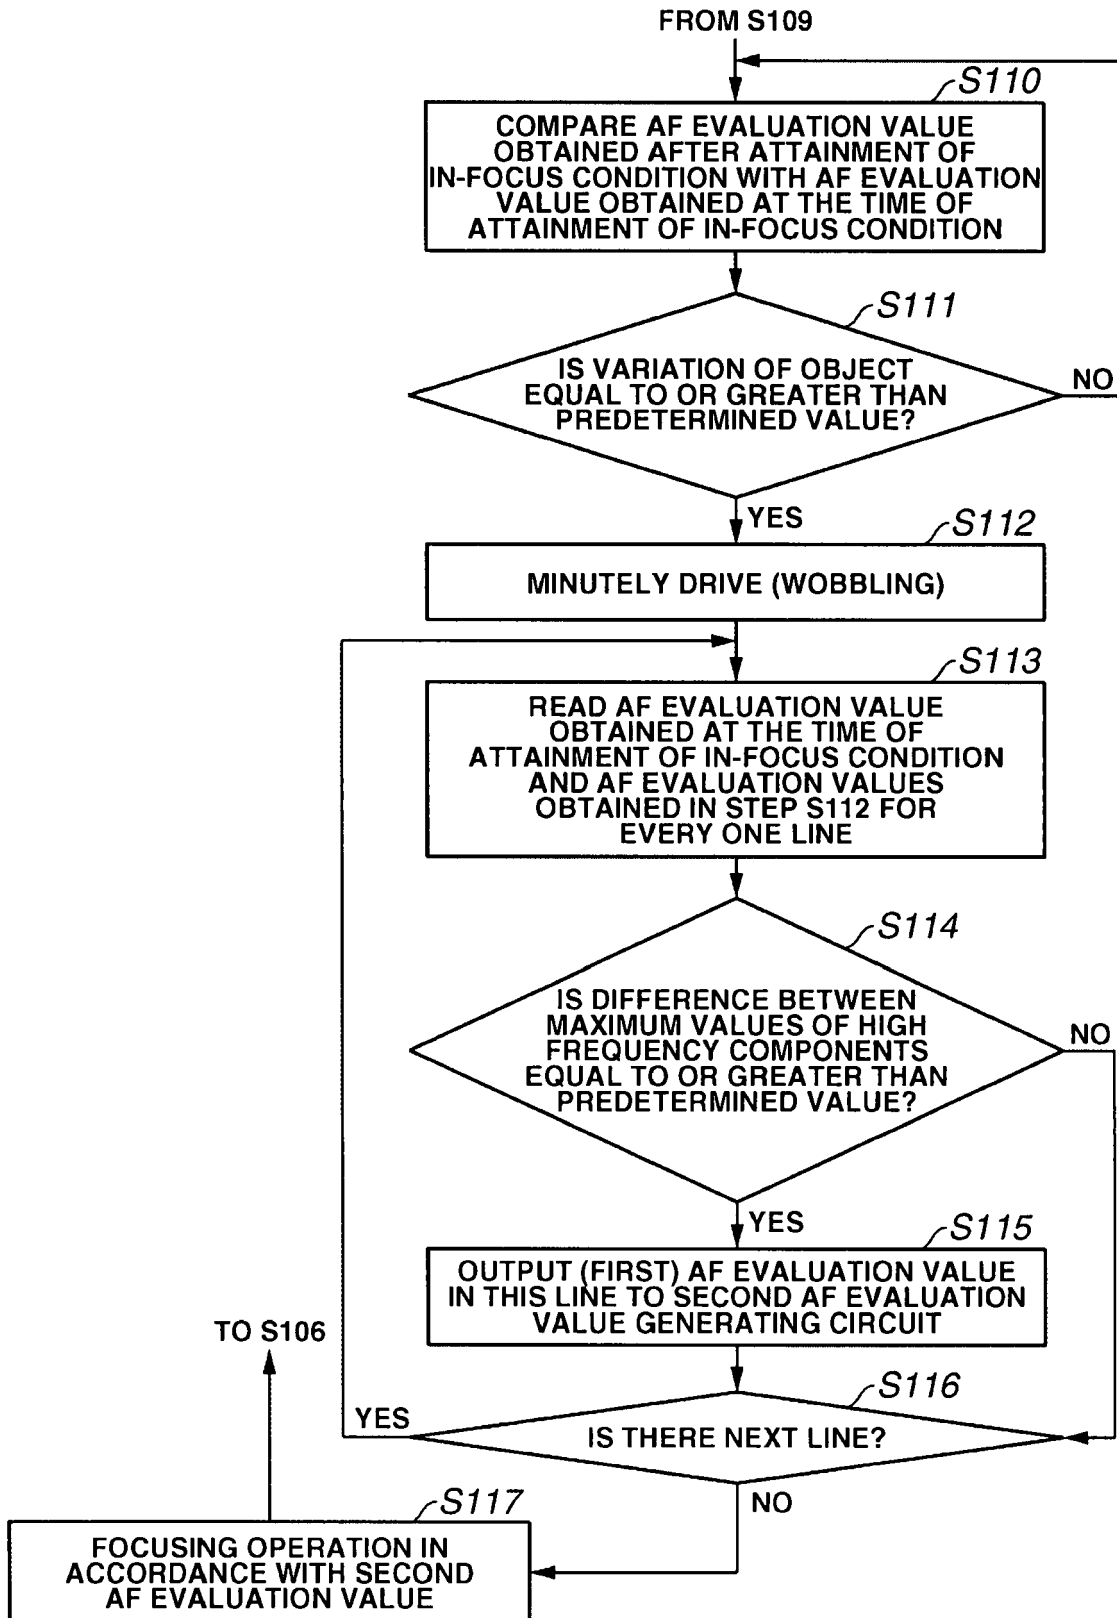 FROM S109
S110
COMPARE AF EVALUATION VALUE
OBTAINED AFTER ATTAINMENT OF
IN-FOCUS CONDITION WITH AF EVALUATION
VALUE OBTAINED AT THE TIME OF
ATTAINMENT OF IN-FOCUS CONDITION
S111
IS VARIATION OF OBJECT
EQUAL TO OR GREATER THAN
PREDETERMINED VALUE?
NO
YES
S112
MINUTELY DRIVE (WOBBLING)
S113
READ AF EVALUATION VALUE
OBTAINED AT THE TIME OF
ATTAINMENT OF IN-FOCUS CONDITION
AND AF EVALUATION VALUES
OBTAINED IN STEP S112 FOR
EVERY ONE LINE
S114
IS DIFFERENCE BETWEEN
MAXIMUM VALUES OF HIGH
FREQUENCY COMPONENTS
EQUAL TO OR GREATER THAN
PREDETERMINED VALUE?
NO
YES
S115
OUTPUT (FIRST) AF EVALUATION VALUE
IN THIS LINE TO SECOND AF EVALUATION
VALUE GENERATING CIRCUIT
TO S106
S116
YES
IS THERE NEXT LINE?
NO
S117
FOCUSING OPERATION IN
ACCORDANCE WITH SECOND
AF EVALUATION VALUE